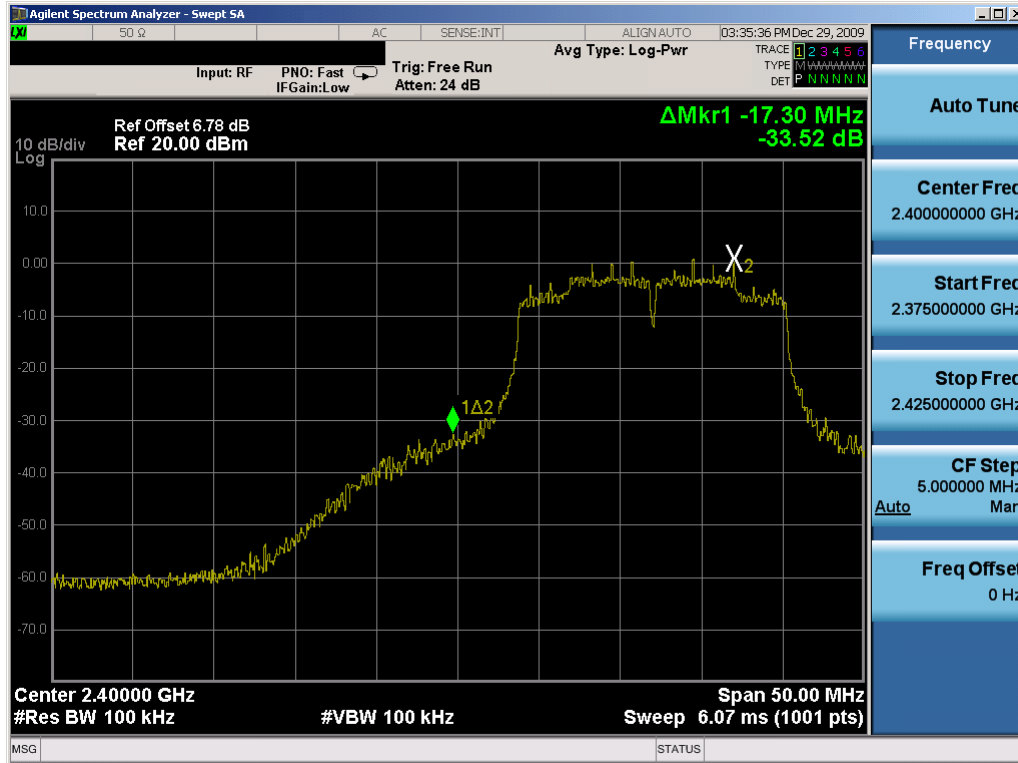 Agilent Spectrum Analyzer - Swept SA
LXI 50 Ω AC SENSE:INT ALIGN AUTO 03:35:36 PM Dec 29, 2009
Frequency
Avg Type: Log-Pwr TRACE 1 2 3 4 5 6
Input: RF PNO: Fast Trig: Free Run TYPE M WWWWW
IFGain:Low Atten: 24 dB DET P N N N N N
Auto Tune
ΔMkr1 -17.30 MHz
Ref Offset 6.78 dB
10 dB/div Ref 20.00 dBm -33.52 dB
Log
Center Freq
2.400000000 GHz
10.0
0.00
X2
Start Freq
2.375000000 GHz
-10.0
-20.0
Stop Freq
2.425000000 GHz
1Δ2
-30.0
-40.0
CF Step
5.000000 MHz
Auto Man
-50.0
-60.0
Freq Offset
0 Hz
-70.0
Center 2.40000 GHz Span 50.00 MHz
#Res BW 100 kHz #VBW 100 kHz Sweep 6.07 ms (1001 pts)
MSG STATUS